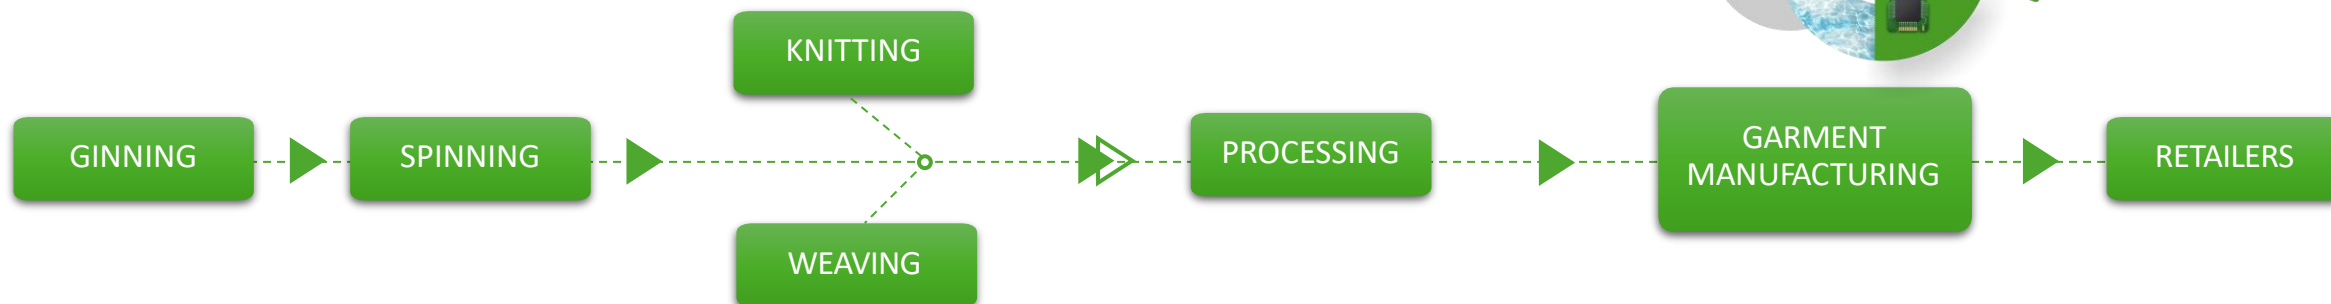 GINNING
SPINNING
KNITTING
WEAVING
PROCESSING
GARMENT
MANUFACTURING
RETAILERS